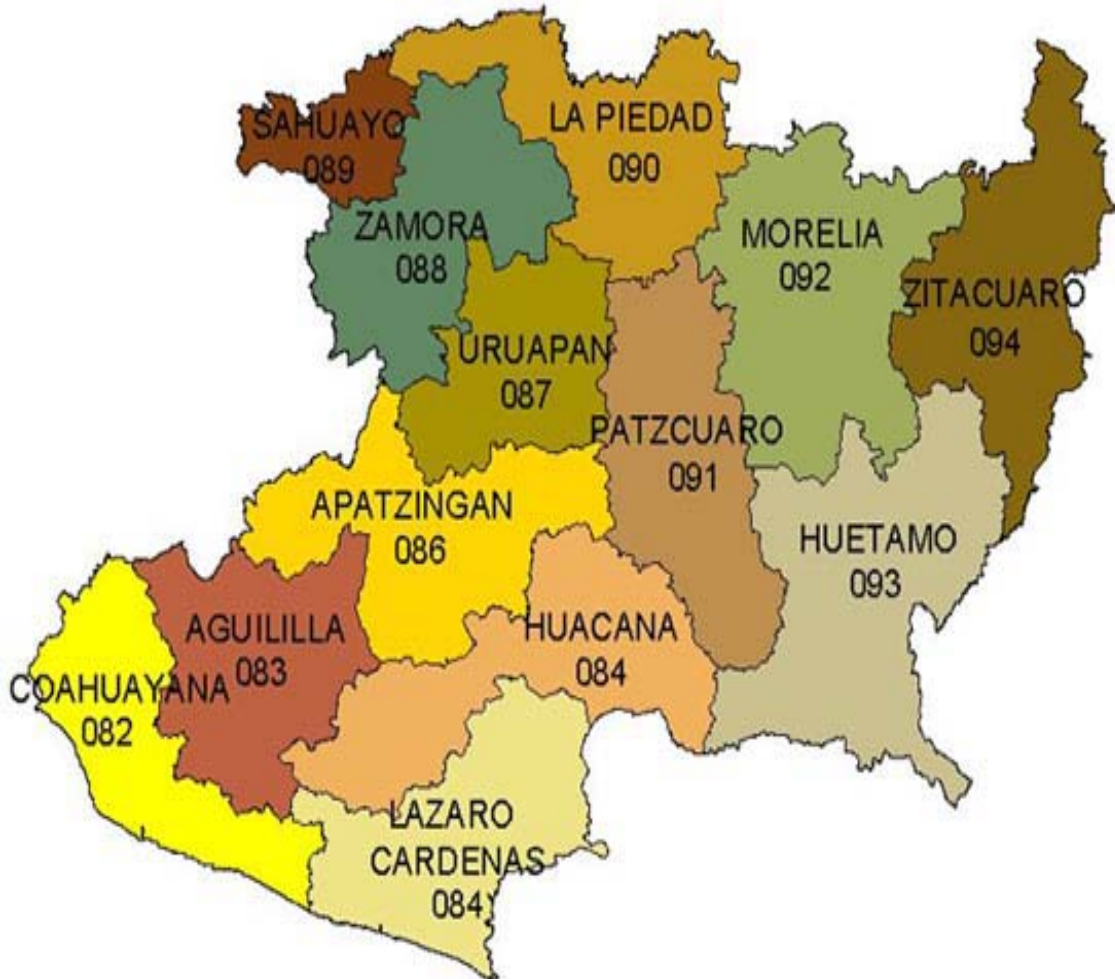 SAHUAYO
089
LA PIEDAD
090
ZAMORA
088
MORELIA
092
ZITACUARO
094
URUAPAN
087
PATZCUARO
091
APATZINGAN
086
HUETAMO
093
AGUILILLA
083
HUACANA
084
COAHUAYANA
082
LAZARO
CARDENAS
084